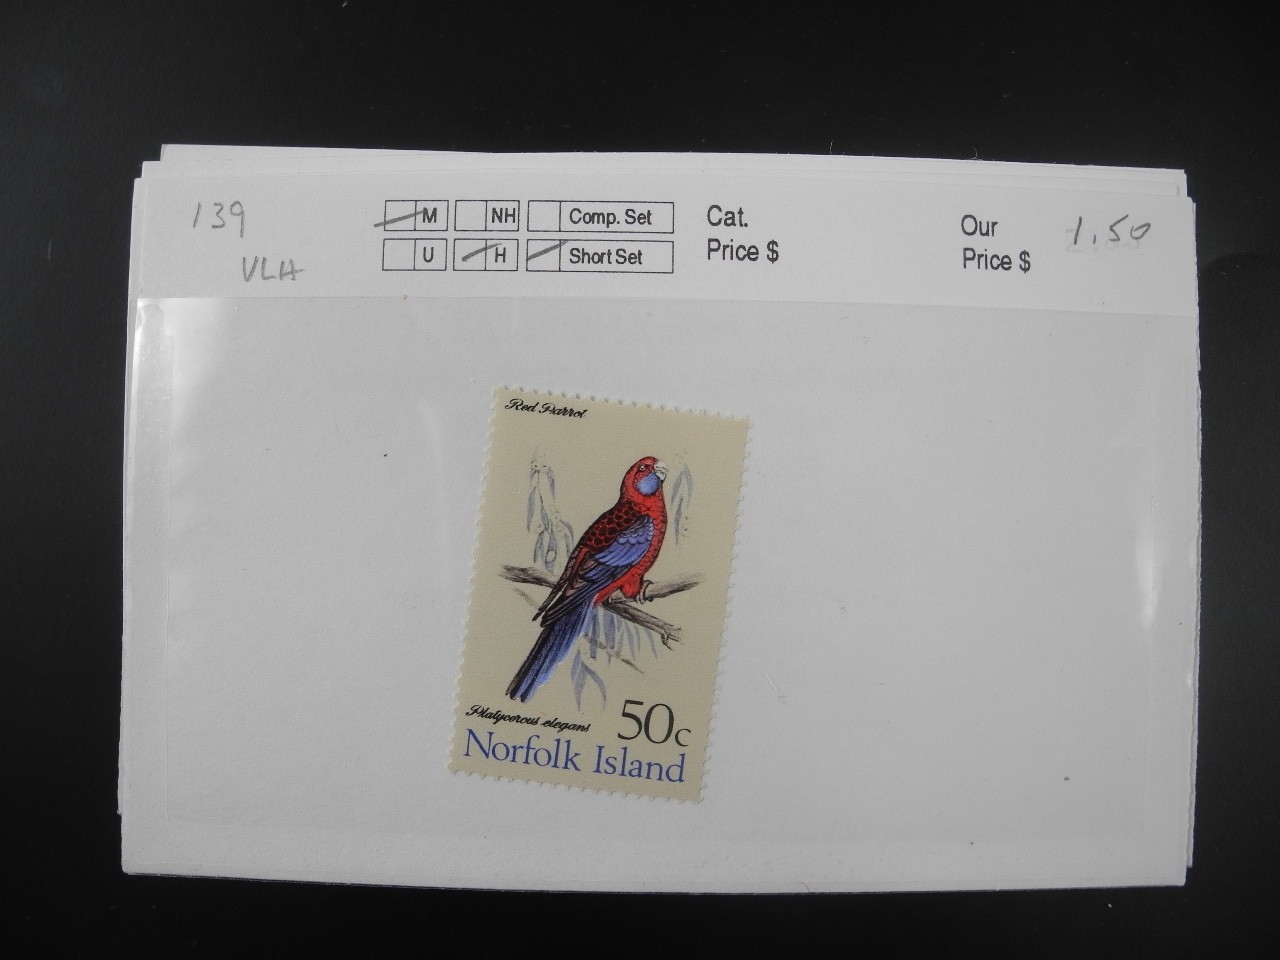 139
VLH
M NH Comp. Set
U H Short Set
Cat.
Price $
Our
Price $
1.50
Red Parrot
Platycerous elegans
50c
Norfolk Island